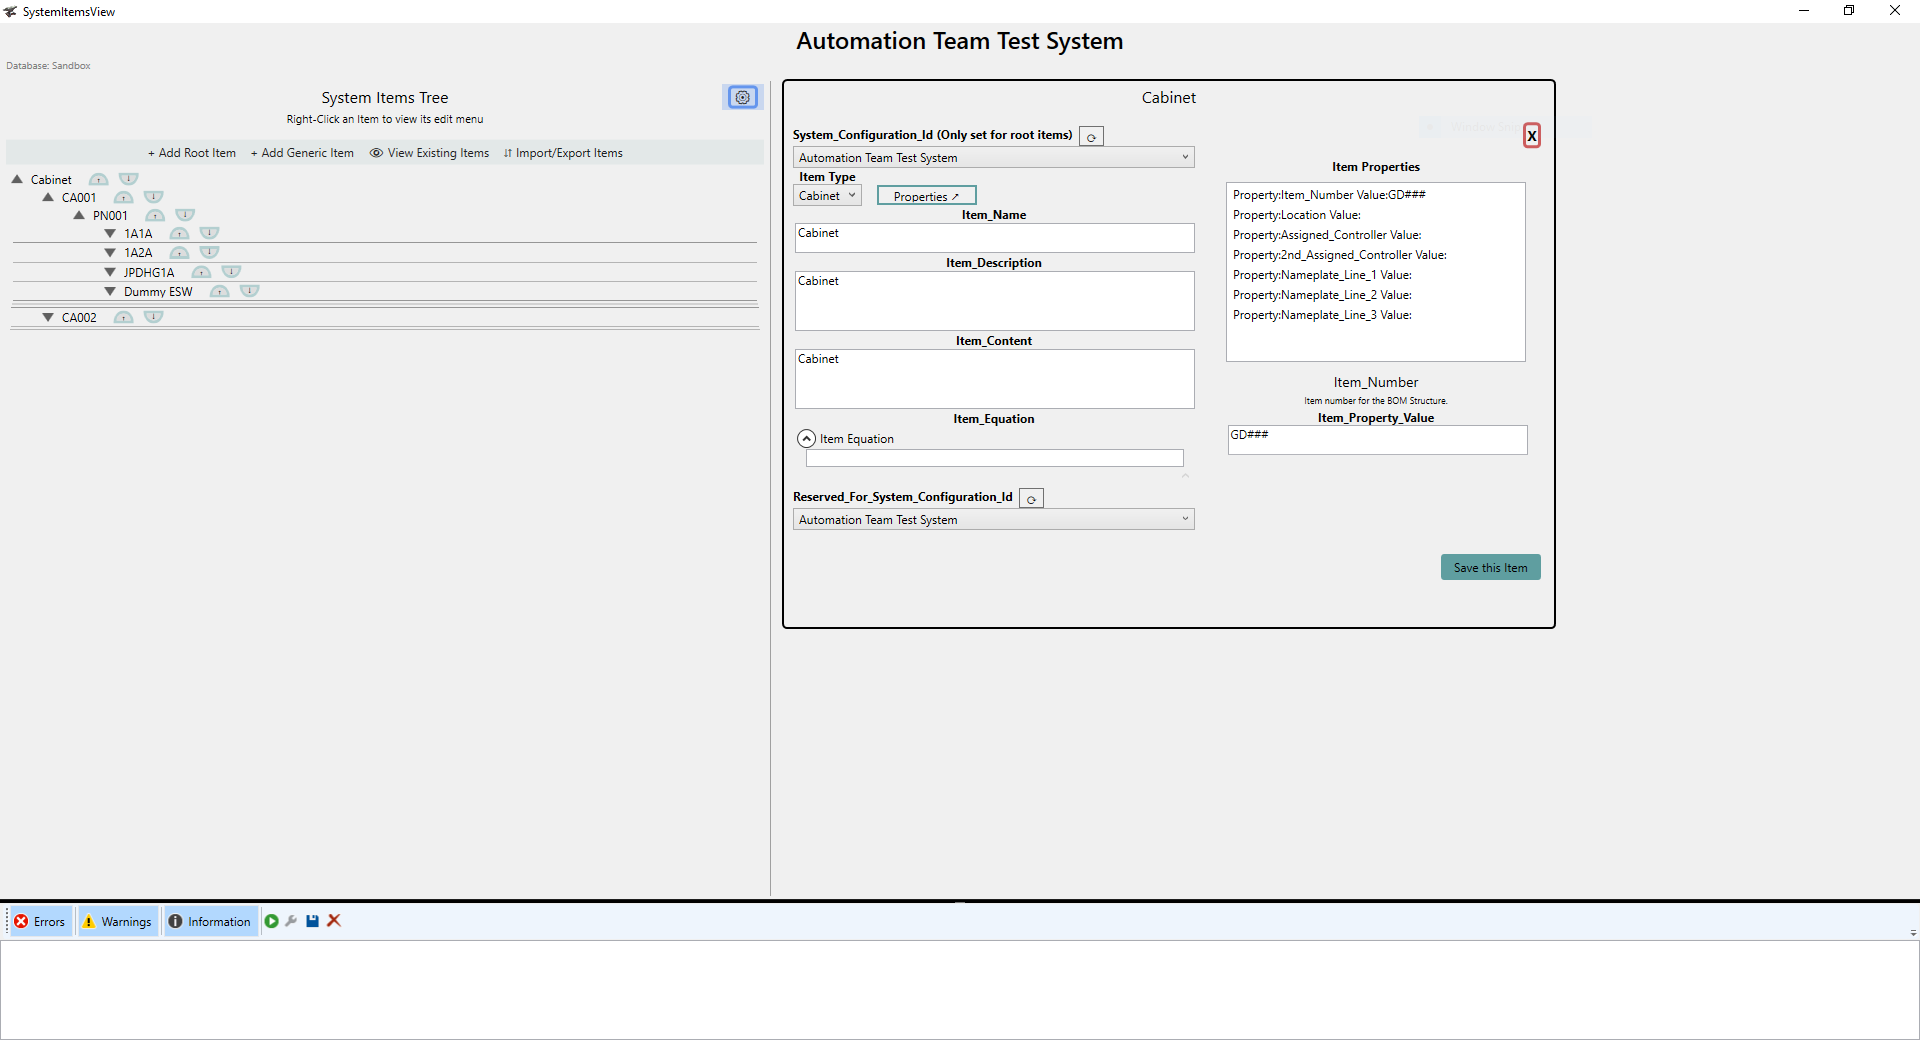 SystemItemsView
Automation Team Test System
Database: Sandbox
System Items Tree
Right-Click an Item to view its edit menu
+ Add Root Item + Add Generic Item View Existing Items Import/Export Items
Cabinet
CA001
PN001
1A1A
1A2A
JPDHG1A
Dummy ESW
CA002
Cabinet
System_Configuration_Id (Only set for root items)
Automation Team Test System
Item Type
Cabinet Properties ↗
Item_Name
Cabinet
Item_Description
Cabinet
Item_Content
Cabinet
Item_Equation
Item Equation
Reserved_For_System_Configuration_Id
Automation Team Test System
X
Item Properties
Property:Item_Number Value:GD###
Property:Location Value:
Property:Assigned_Controller Value:
Property:2nd_Assigned_Controller Value:
Property:Nameplate_Line_1 Value:
Property:Nameplate_Line_2 Value:
Property:Nameplate_Line_3 Value:
Item_Number
Item number for the BOM Structure.
Item_Property_Value
GD###
Save this Item
Errors Warnings Information